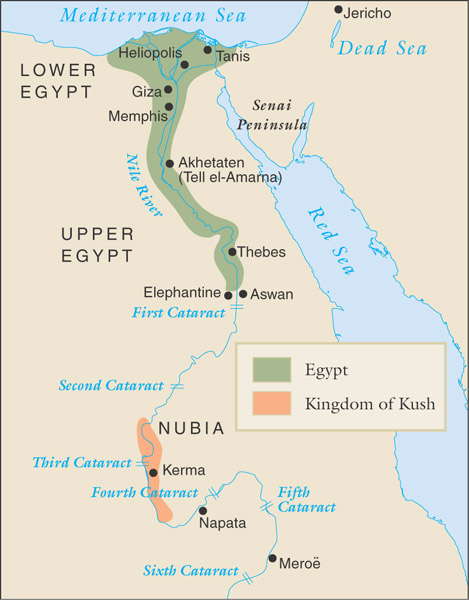 Mediterranean Sea
Jericho
Dead Sea
Heliopolis
Tanis
LOWER
EGYPT
Giza
Memphis
Senai
Peninsula
Akhetaten
(Tell el-Amarna)
Nile River
Red Sea
UPPER
EGYPT
Thebes
Elephantine
Aswan
First Cataract
Egypt
Kingdom of Kush
Second Cataract
NUBIA
Third Cataract
Kerma
Fourth Cataract
Fifth
Cataract
Napata
Meroë
Sixth Cataract